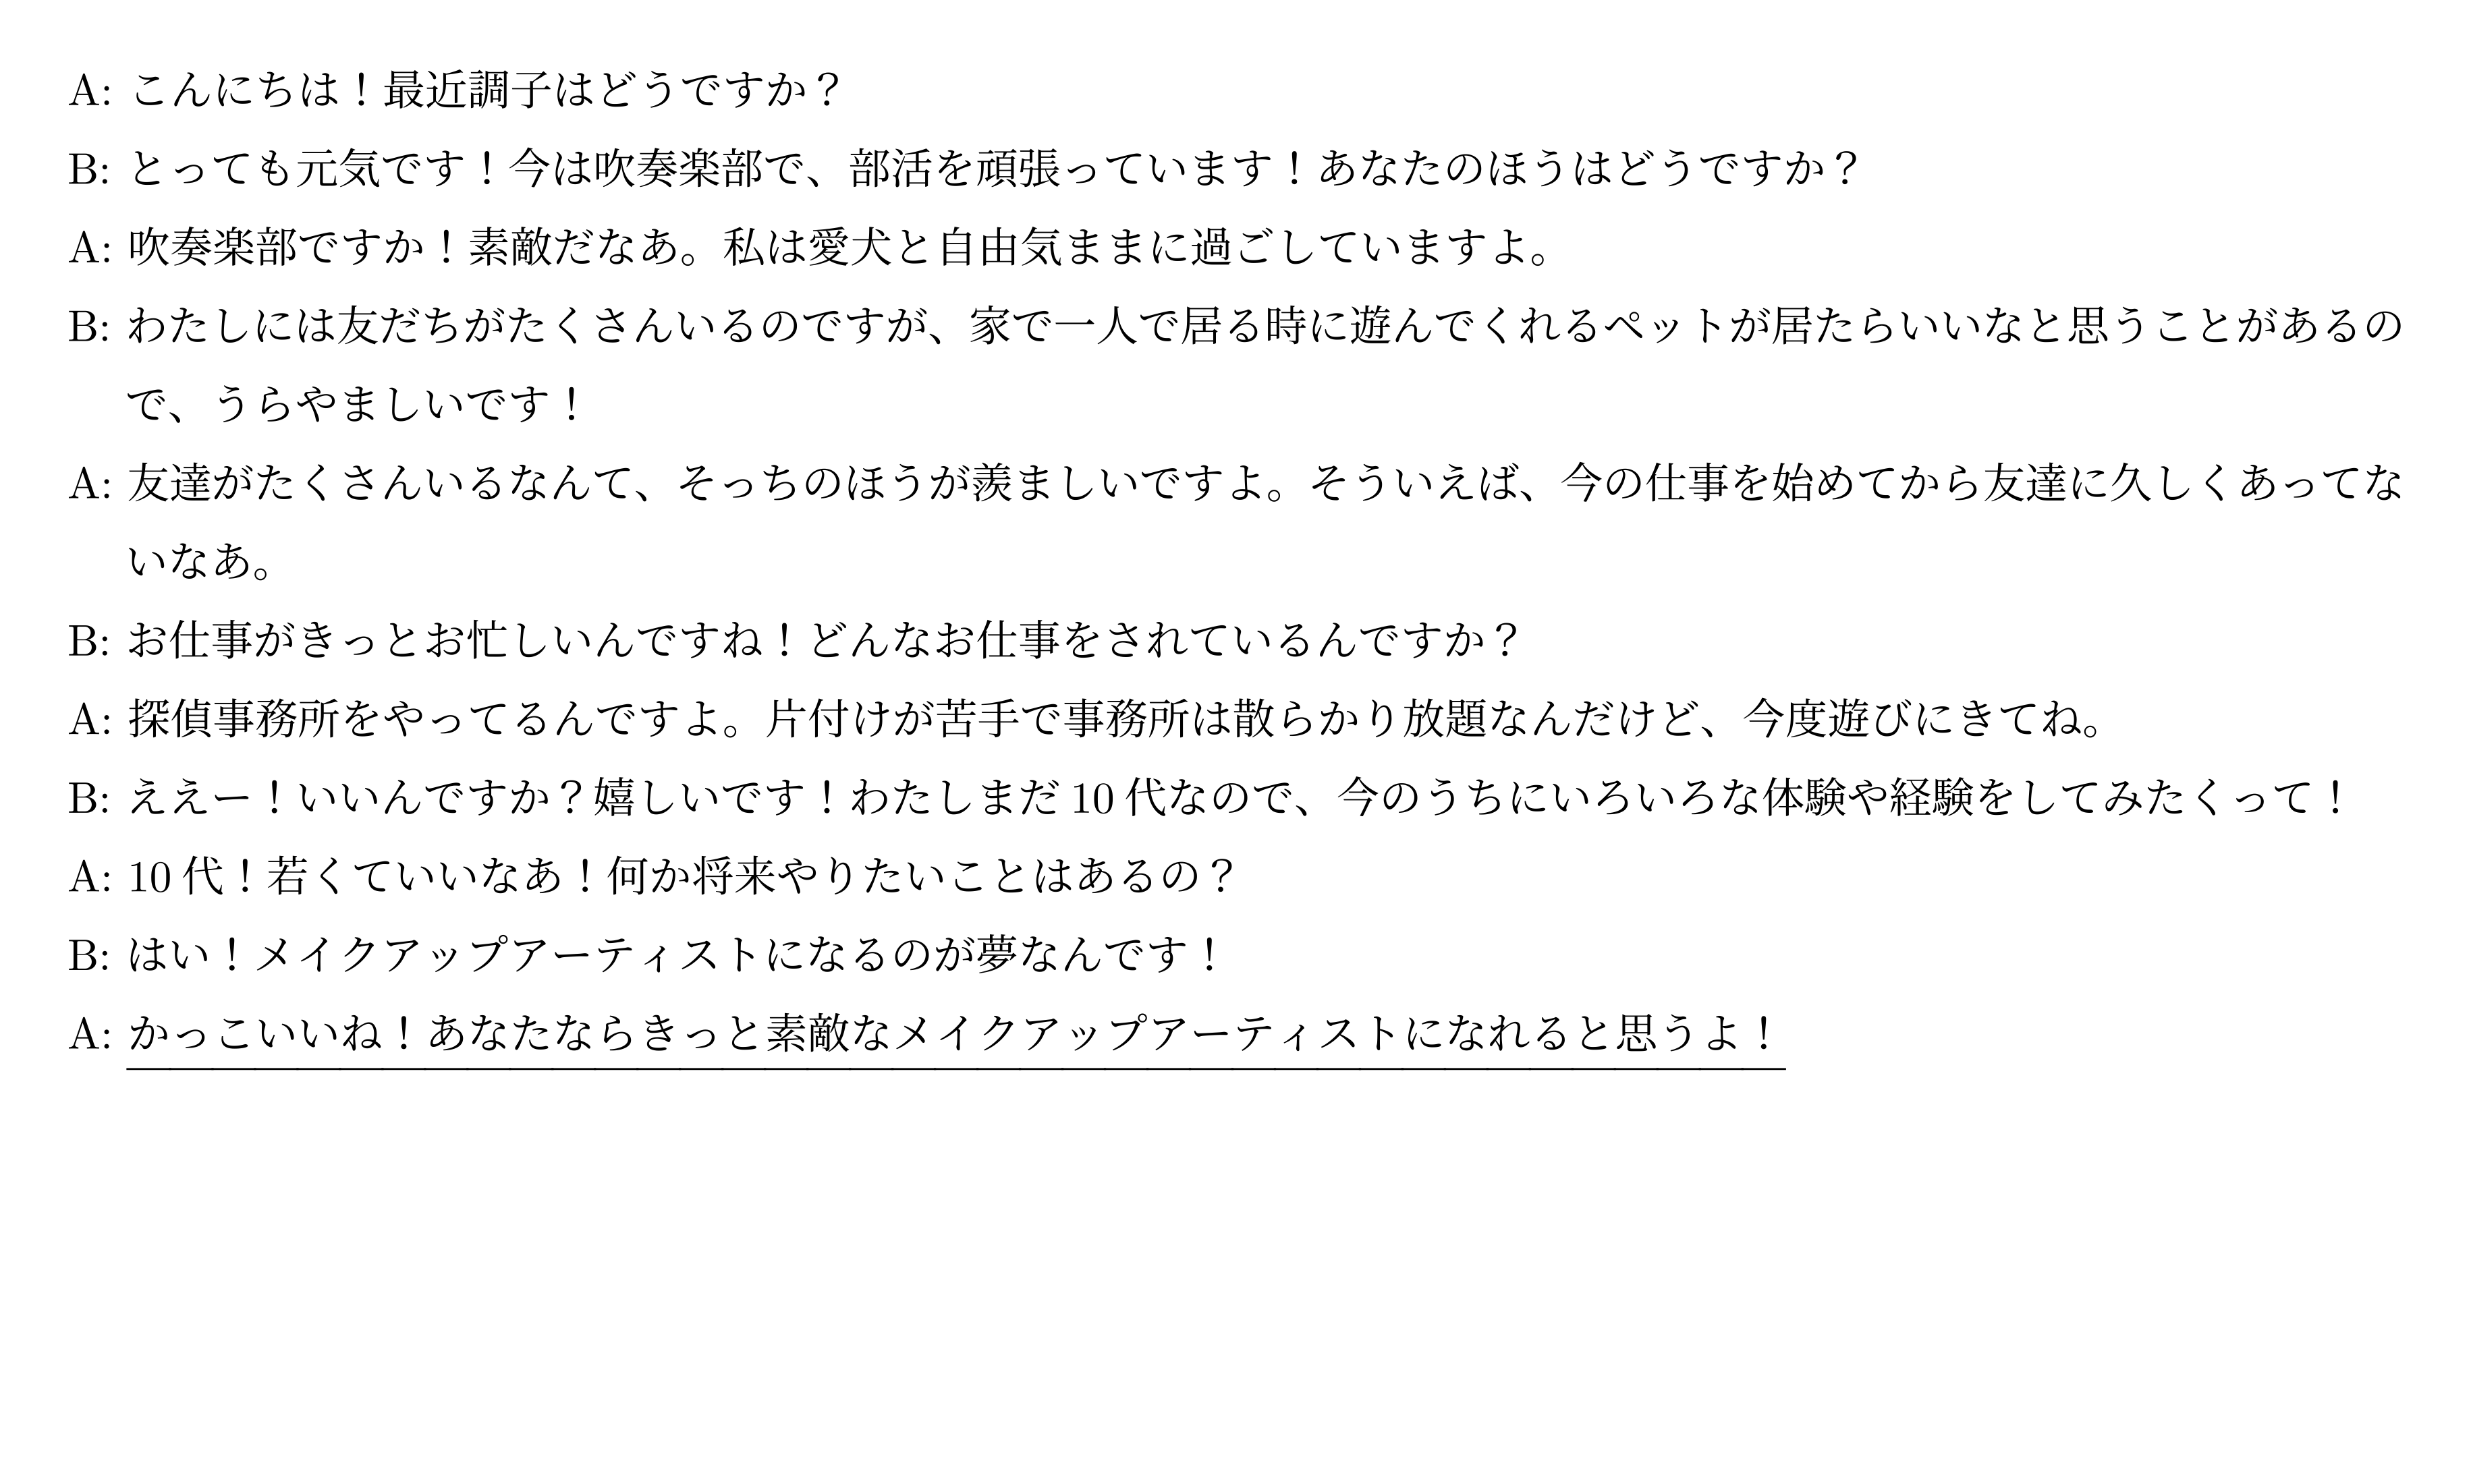 A: こんにちは！最近調子はどうですか？
B: とっても元気です！今は吹奏楽部で、部活を頑張っています！あなたのほうはどうですか？
A: 吹奏楽部ですか！素敵だなあ。私は愛犬と自由気ままに過ごしていますよ。
B: わたしには友だちがたくさんいるのですが、家で一人で居る時に遊んでくれるペットが居たらいいなと思うことがあるの
で、うらやましいです！
A: 友達がたくさんいるなんて、そっちのほうが羨ましいですよ。そういえば、今の仕事を始めてから友達に久しくあってな
いなあ。
B: お仕事がきっとお忙しいんですね！どんなお仕事をされているんですか？
A: 探偵事務所をやってるんですよ。片付けが苦手で事務所は散らかり放題なんだけど、今度遊びにきてね。
B: ええー！いいんですか？嬉しいです！わたしまだ 10 代なので、今のうちにいろいろな体験や経験をしてみたくって！
A: 10 代！若くていいなあ！何か将来やりたいことはあるの？
B: はい！メイクアップアーティストになるのが夢なんです！
A: かっこいいね！あなたならきっと素敵なメイクアップアーティストになれると思うよ！